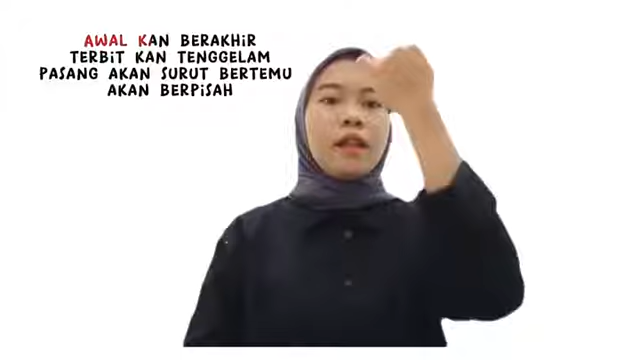 AWAL KAN BERAKHIR
TERBIT KAN TENGGELAM
PASANG AKAN SURUT BERTEMU
AKAN BERPISAH